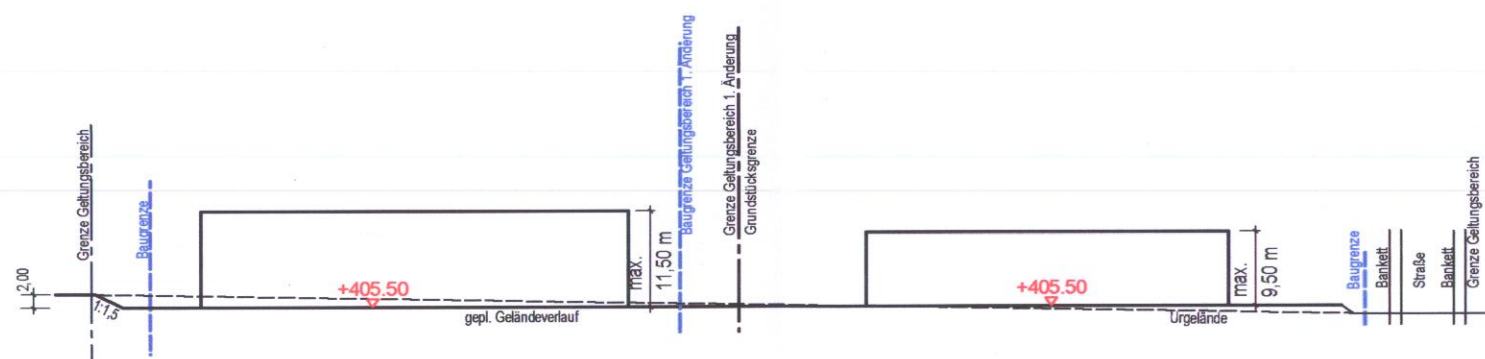 Grenze Geltungsbereich
Baugrenze
2,00
1:1,5
+405.50
gepl. Geländeverlauf
max.
11,50 m
Baugrenze Geltungsbereich 1. Änderung
Grenze Geltungsbereich 1. Änderung
Grundstücksgrenze
+405.50
Urgelände
max.
9,50 m
Baugrenze
Bankett
Straße
Bankett
Grenze Geltungsbereich